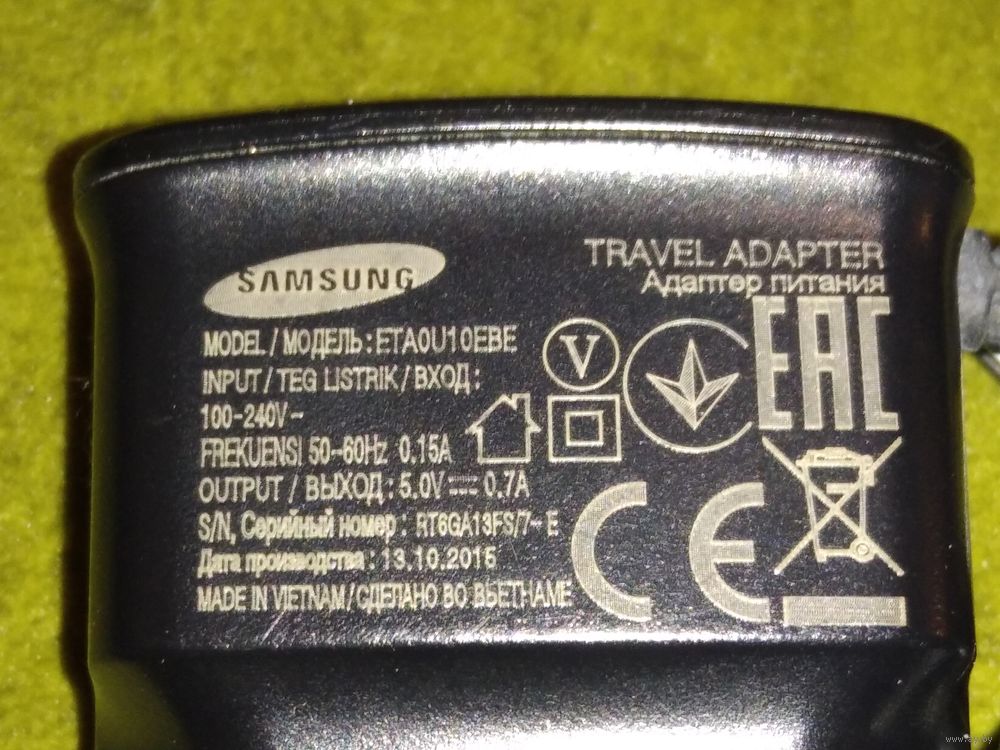 SAMSUNG
TRAVEL ADAPTER
Адаптер питания
MODEL / МОДЕЛЬ : ETA0U10EBE
INPUT / TEG LISTRIK / ВХОД :
100-240V~
FREKUENSI 50-60Hz 0.15A
OUTPUT / ВЫХОД : 5.0V 0.7A
S/N, Серийный номер : RT6GA13FS/7- E
Дата производства : 13.10.2015
MADE IN VIETNAM / СДЕЛАНО ВО ВЬЕТНАМЕ
V
EAC
CE